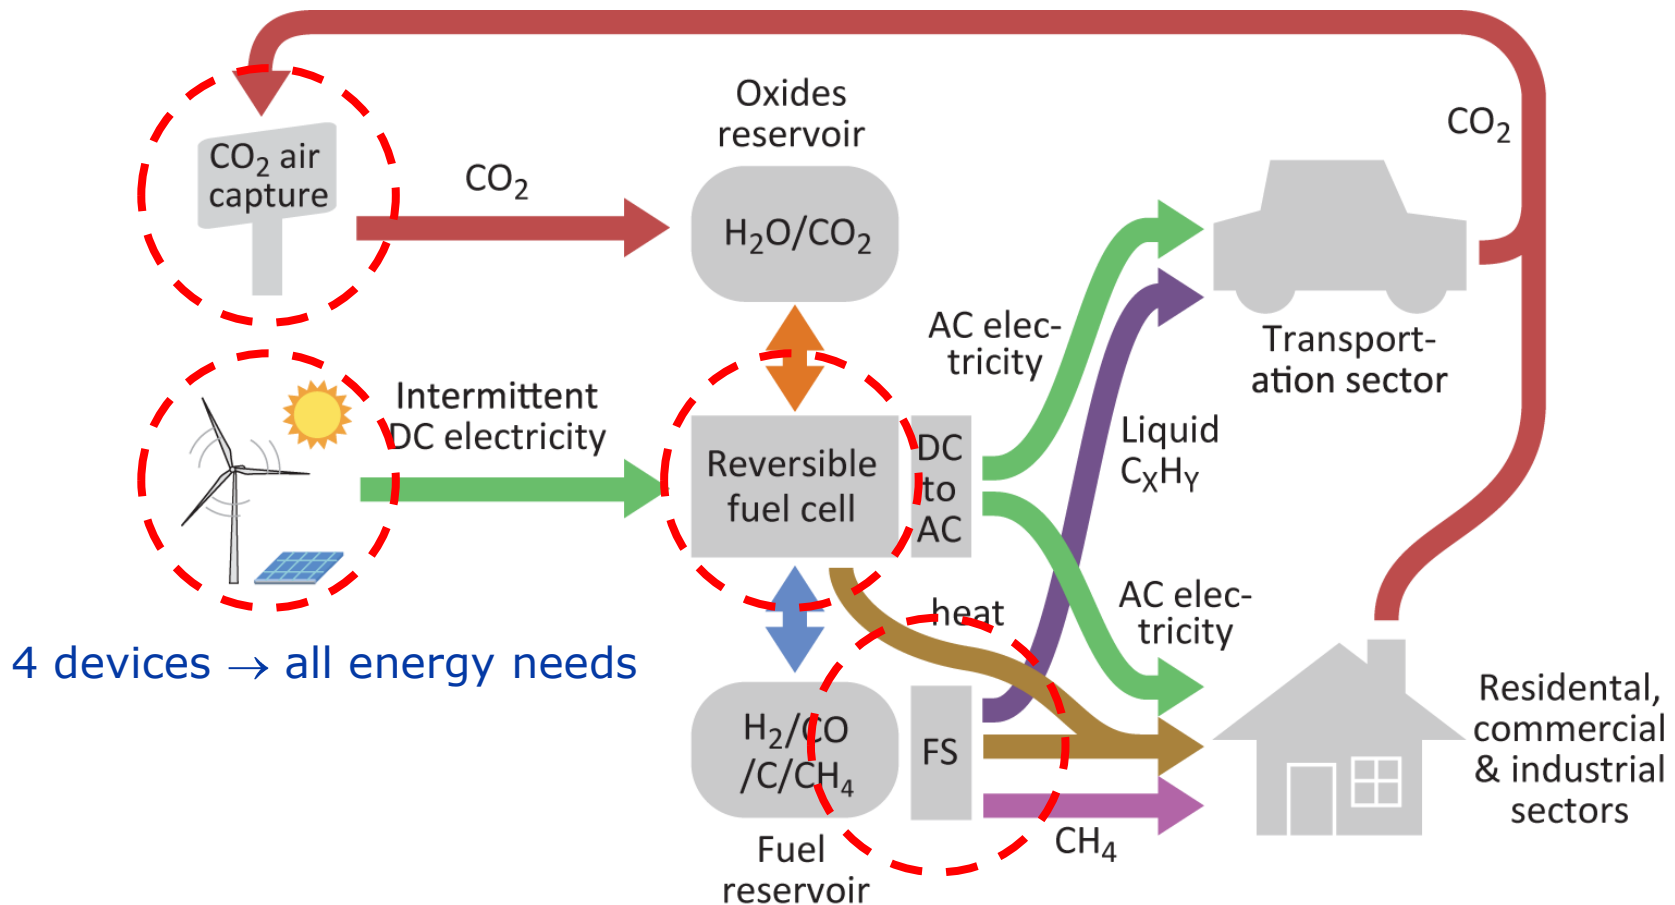 CO₂ air
capture
CO₂
Oxides
reservoir
H₂O/CO₂
CO₂
AC elec-
tricity
Transport-
ation sector
Intermittent
DC electricity
Reversible
fuel cell
DC
to
AC
Liquid
CₓHᵧ
heat
AC elec-
tricity
4 devices → all energy needs
H₂/CO
/C/CH₄
FS
Fuel
reservoir
CH₄
Residental,
commercial
& industrial
sectors